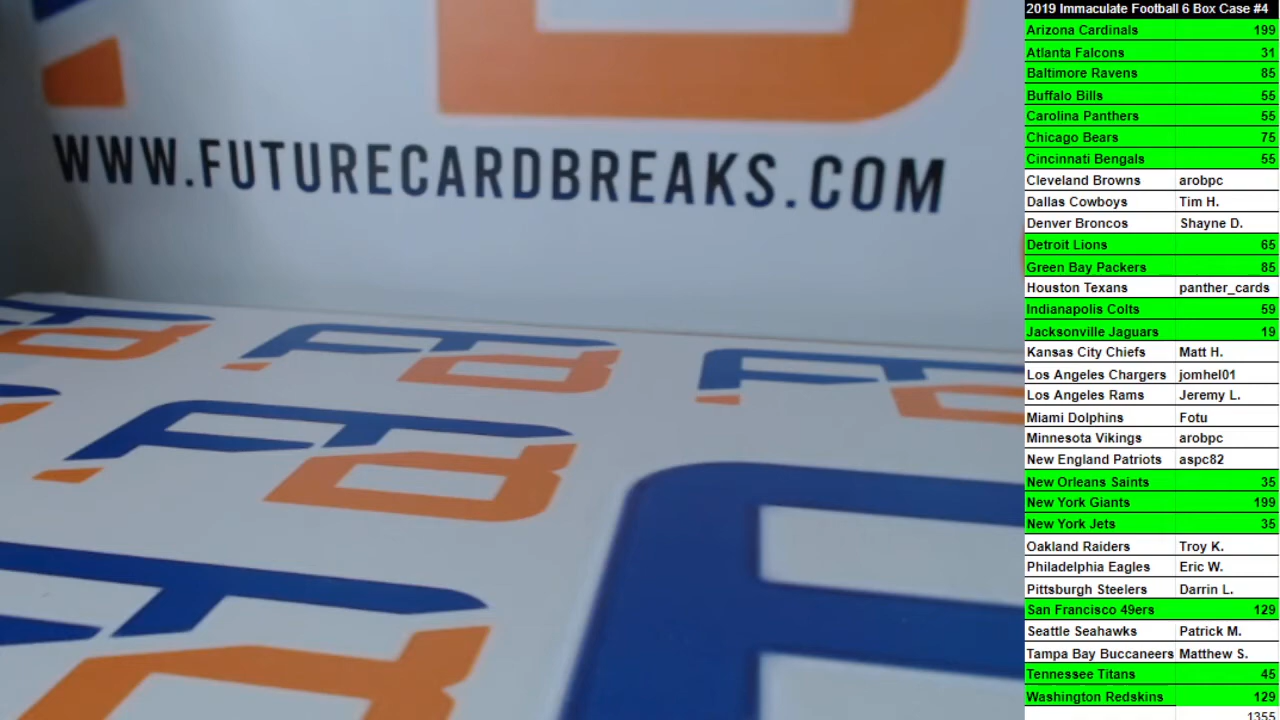 WWW.FUTURECARDBREAKS.COM
FCB
FCB
FCB
2019 Immaculate Football 6 Box Case #4
Arizona Cardinals 199
Atlanta Falcons 31
Baltimore Ravens 85
Buffalo Bills 55
Carolina Panthers 55
Chicago Bears 75
Cincinnati Bengals 55
Cleveland Browns arobpc
Dallas Cowboys Tim H.
Denver Broncos Shayne D.
Detroit Lions 65
Green Bay Packers 85
Houston Texans panther_cards
Indianapolis Colts 59
Jacksonville Jaguars 19
Kansas City Chiefs Matt H.
Los Angeles Chargers jomhel01
Los Angeles Rams Jeremy L.
Miami Dolphins Fotu
Minnesota Vikings arobpc
New England Patriots aspc82
New Orleans Saints 35
New York Giants 199
New York Jets 35
Oakland Raiders Troy K.
Philadelphia Eagles Eric W.
Pittsburgh Steelers Darrin L.
San Francisco 49ers 129
Seattle Seahawks Patrick M.
Tampa Bay Buccaneers Matthew S.
Tennessee Titans 45
Washington Redskins 129
1355